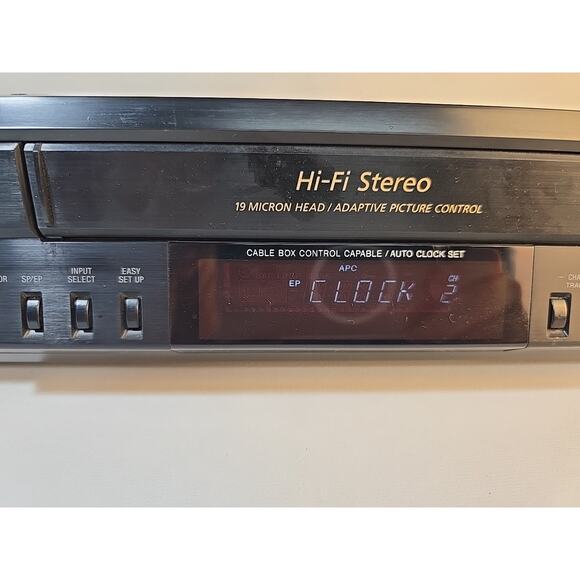 Hi-Fi Stereo
19 MICRON HEAD / ADAPTIVE PICTURE CONTROL
CABLE BOX CONTROL CAPABLE / AUTO CLOCK SET
SP/EP
INPUT
SELECT
EASY
SET UP
APC
EP CLOCK 2
CH